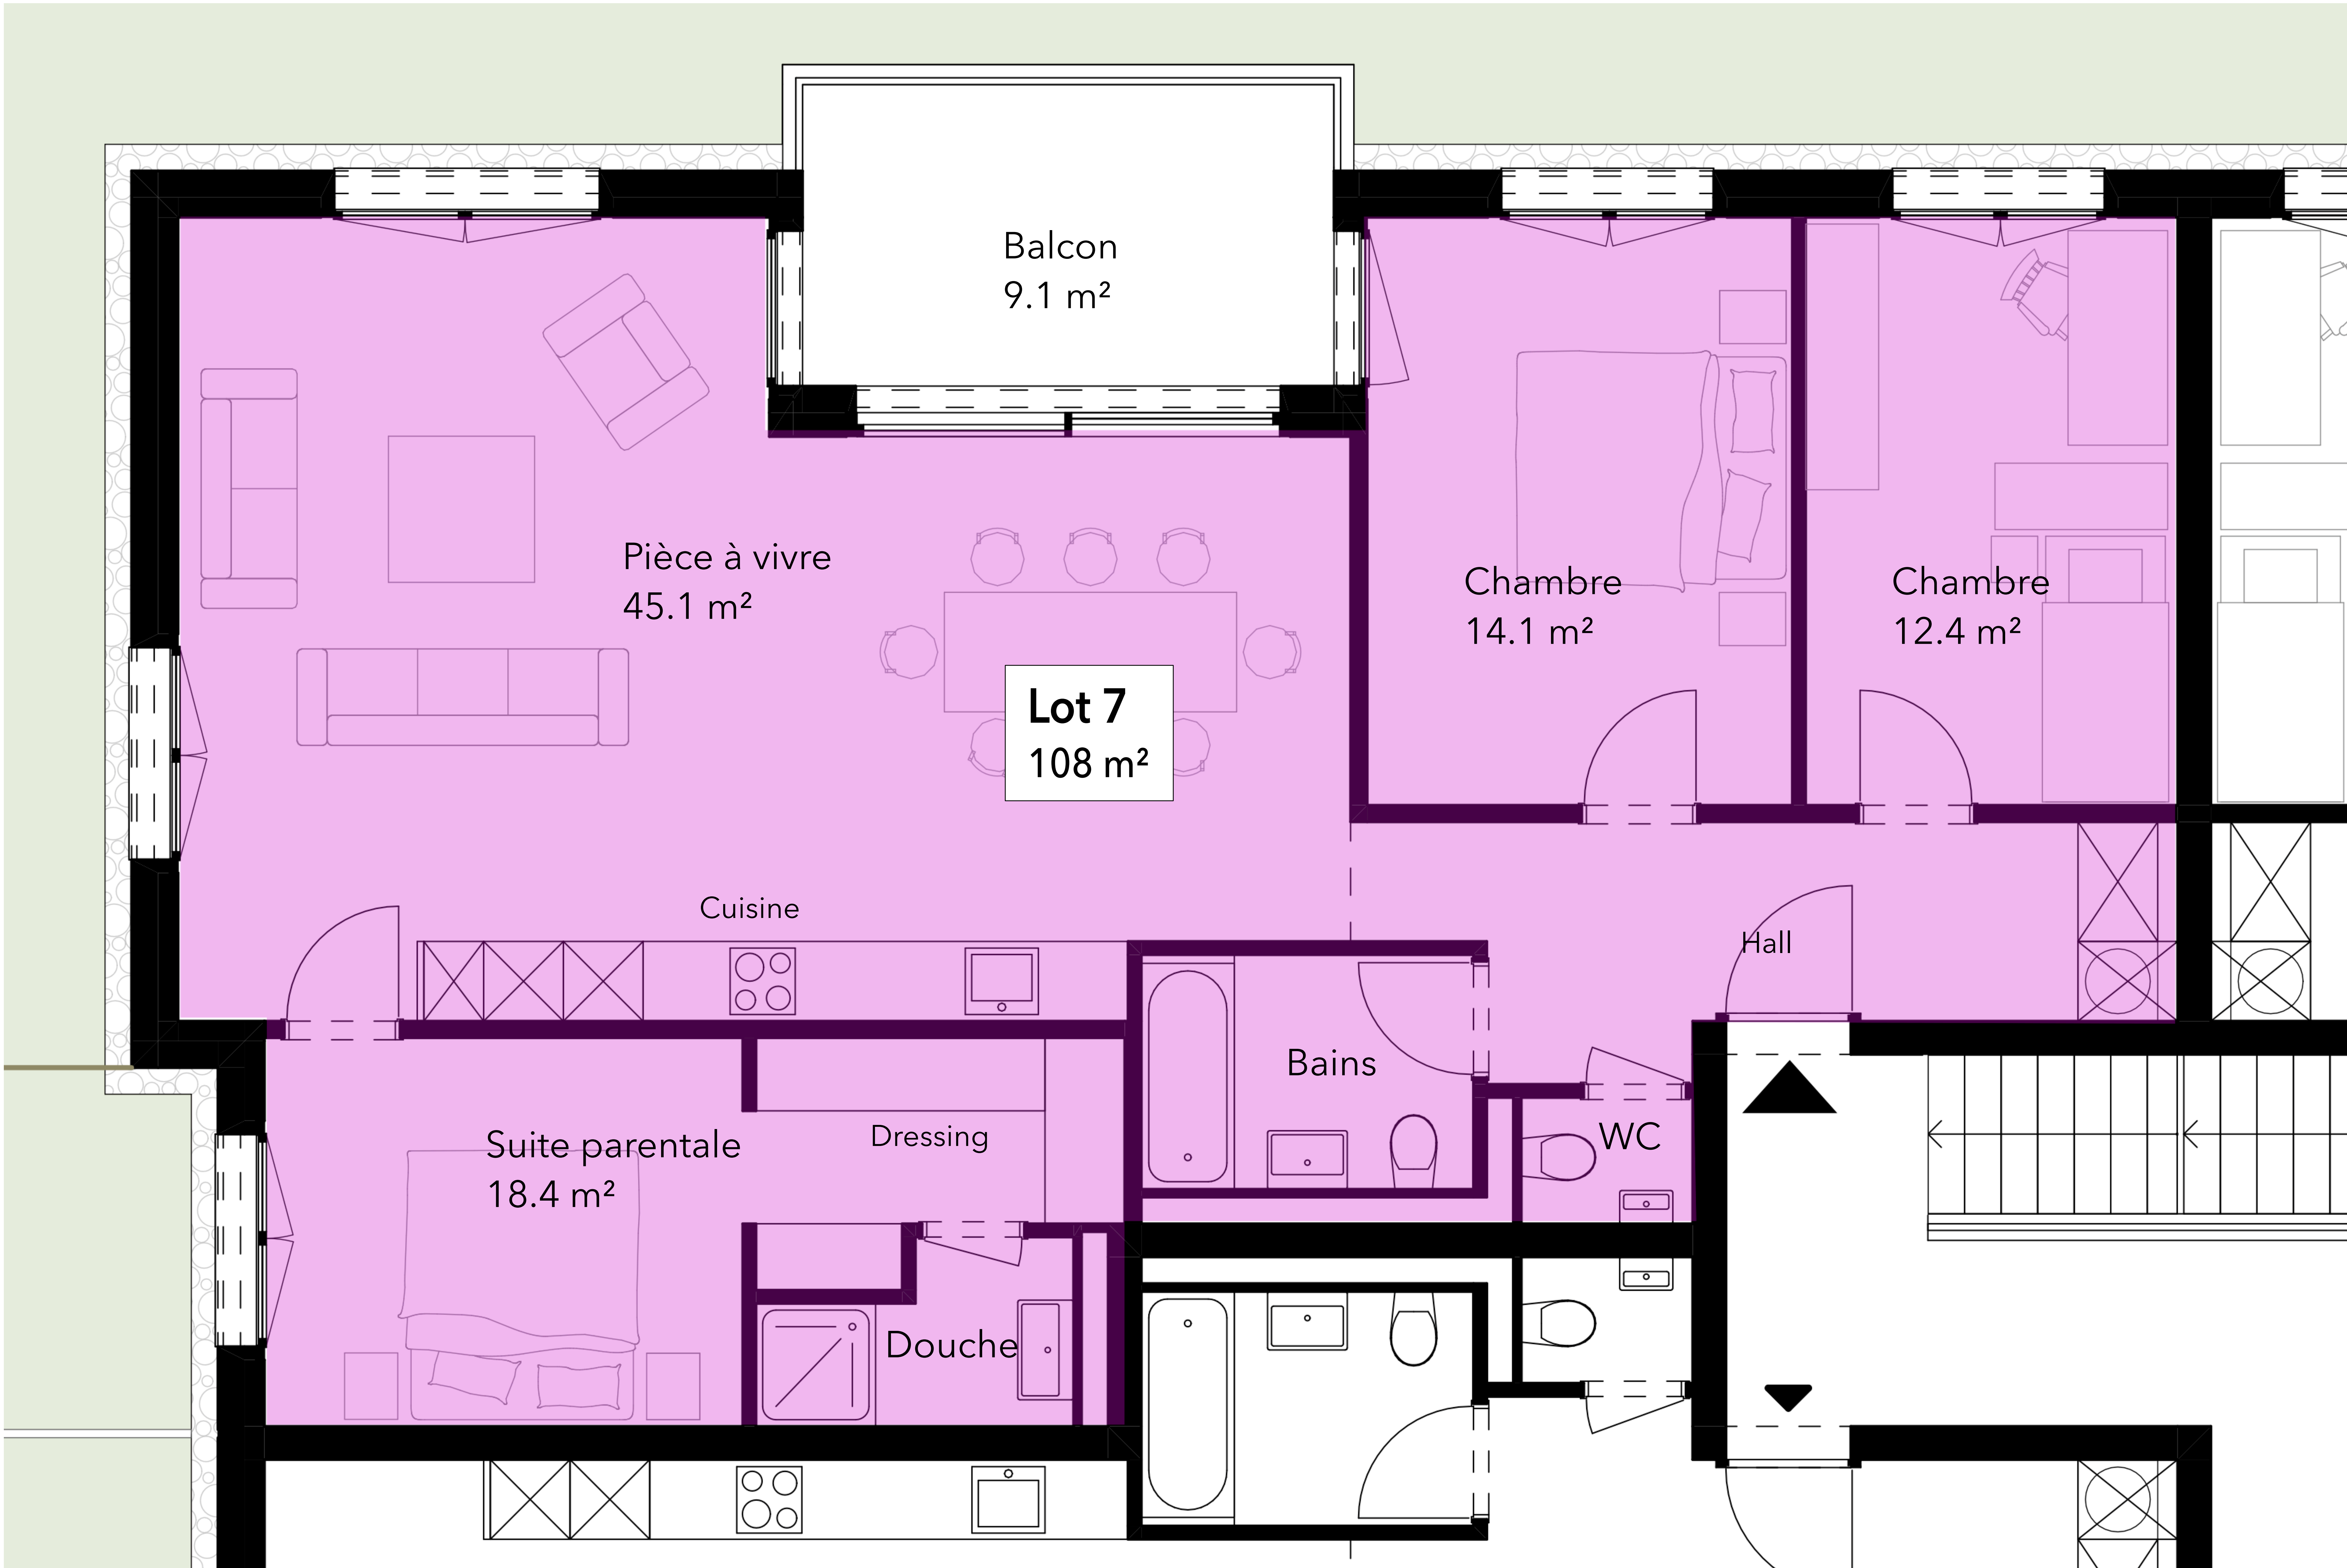 Balcon
9.1 m²
Pièce à vivre
45.1 m²
Chambre
14.1 m²
Chambre
12.4 m²
Lot 7
108 m²
Cuisine
Hall
Bains
WC
Suite parentale
18.4 m²
Dressing
Douche